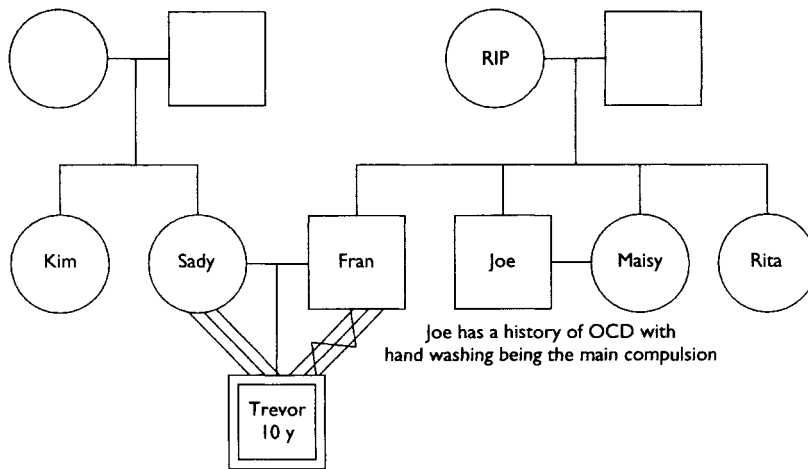 RIP
Kim
Sady
Fran
Joe
Maisy
Rita
Joe has a history of OCD with
hand washing being the main compulsion
Trevor
10 y